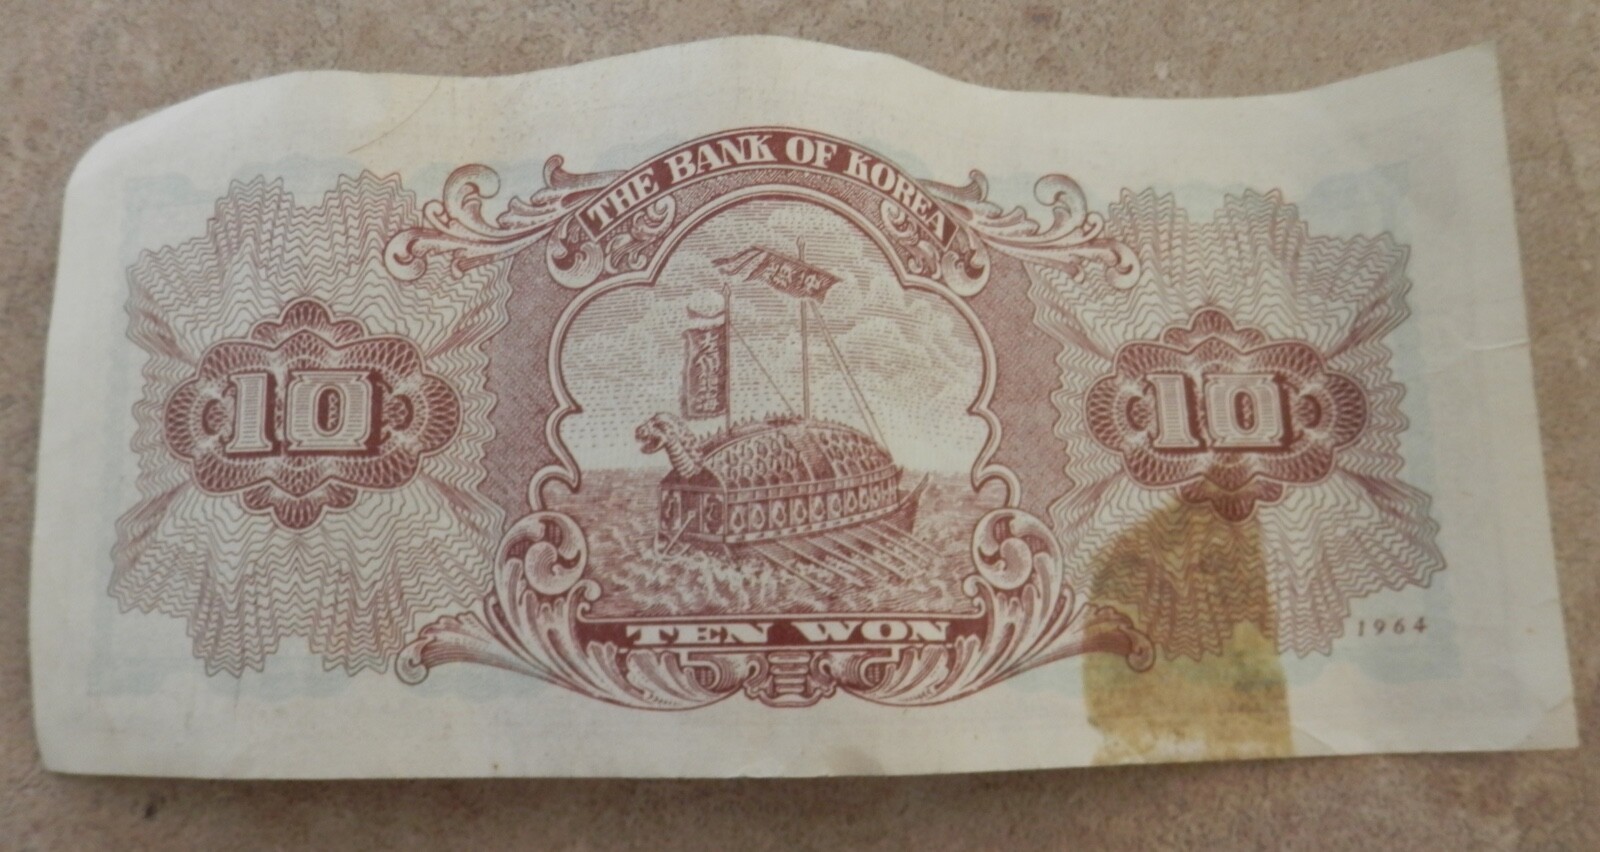 THE BANK OF KOREA
10
10
TEN WON
1964